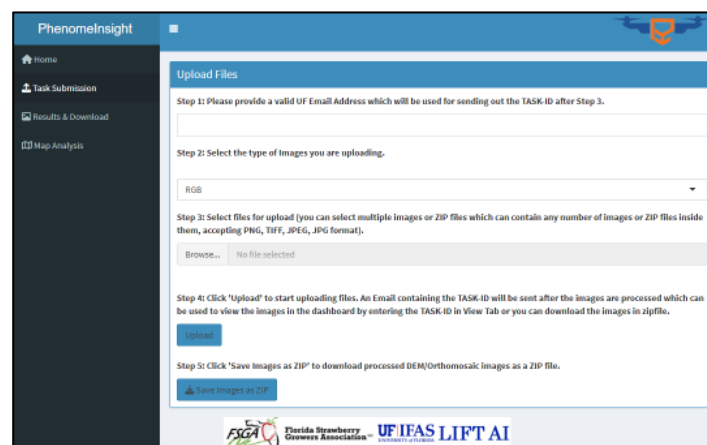 PhenomeInsight
Home
Task Submission
Results & Download
Map Analysis
Upload Files
Step 1: Please provide a valid UF Email Address which will be used for sending out the TASK-ID after Step 3.
Step 2: Select the type of Images you are uploading.
RGB
Step 3: Select files for upload (you can select multiple images or ZIP files which can contain any number of images or ZIP files inside
them, accepting PNG, TIFF, JPEG, JPG format).
Browse... No file selected
Step 4: Click 'Upload' to start uploading files. An Email containing the TASK-ID will be sent after the images are processed which can
be used to view the images in the dashboard by entering the TASK-ID in View Tab or you can download the images in zipfile.
Upload
Step 5: Click 'Save Images as ZIP' to download processed DEM/Orthomosaic images as a ZIP file.
Save Images as ZIP
FSGA Florida Strawberry
Growers Association
UF IFAS LIFT AI
UNIVERSITY of FLORIDA